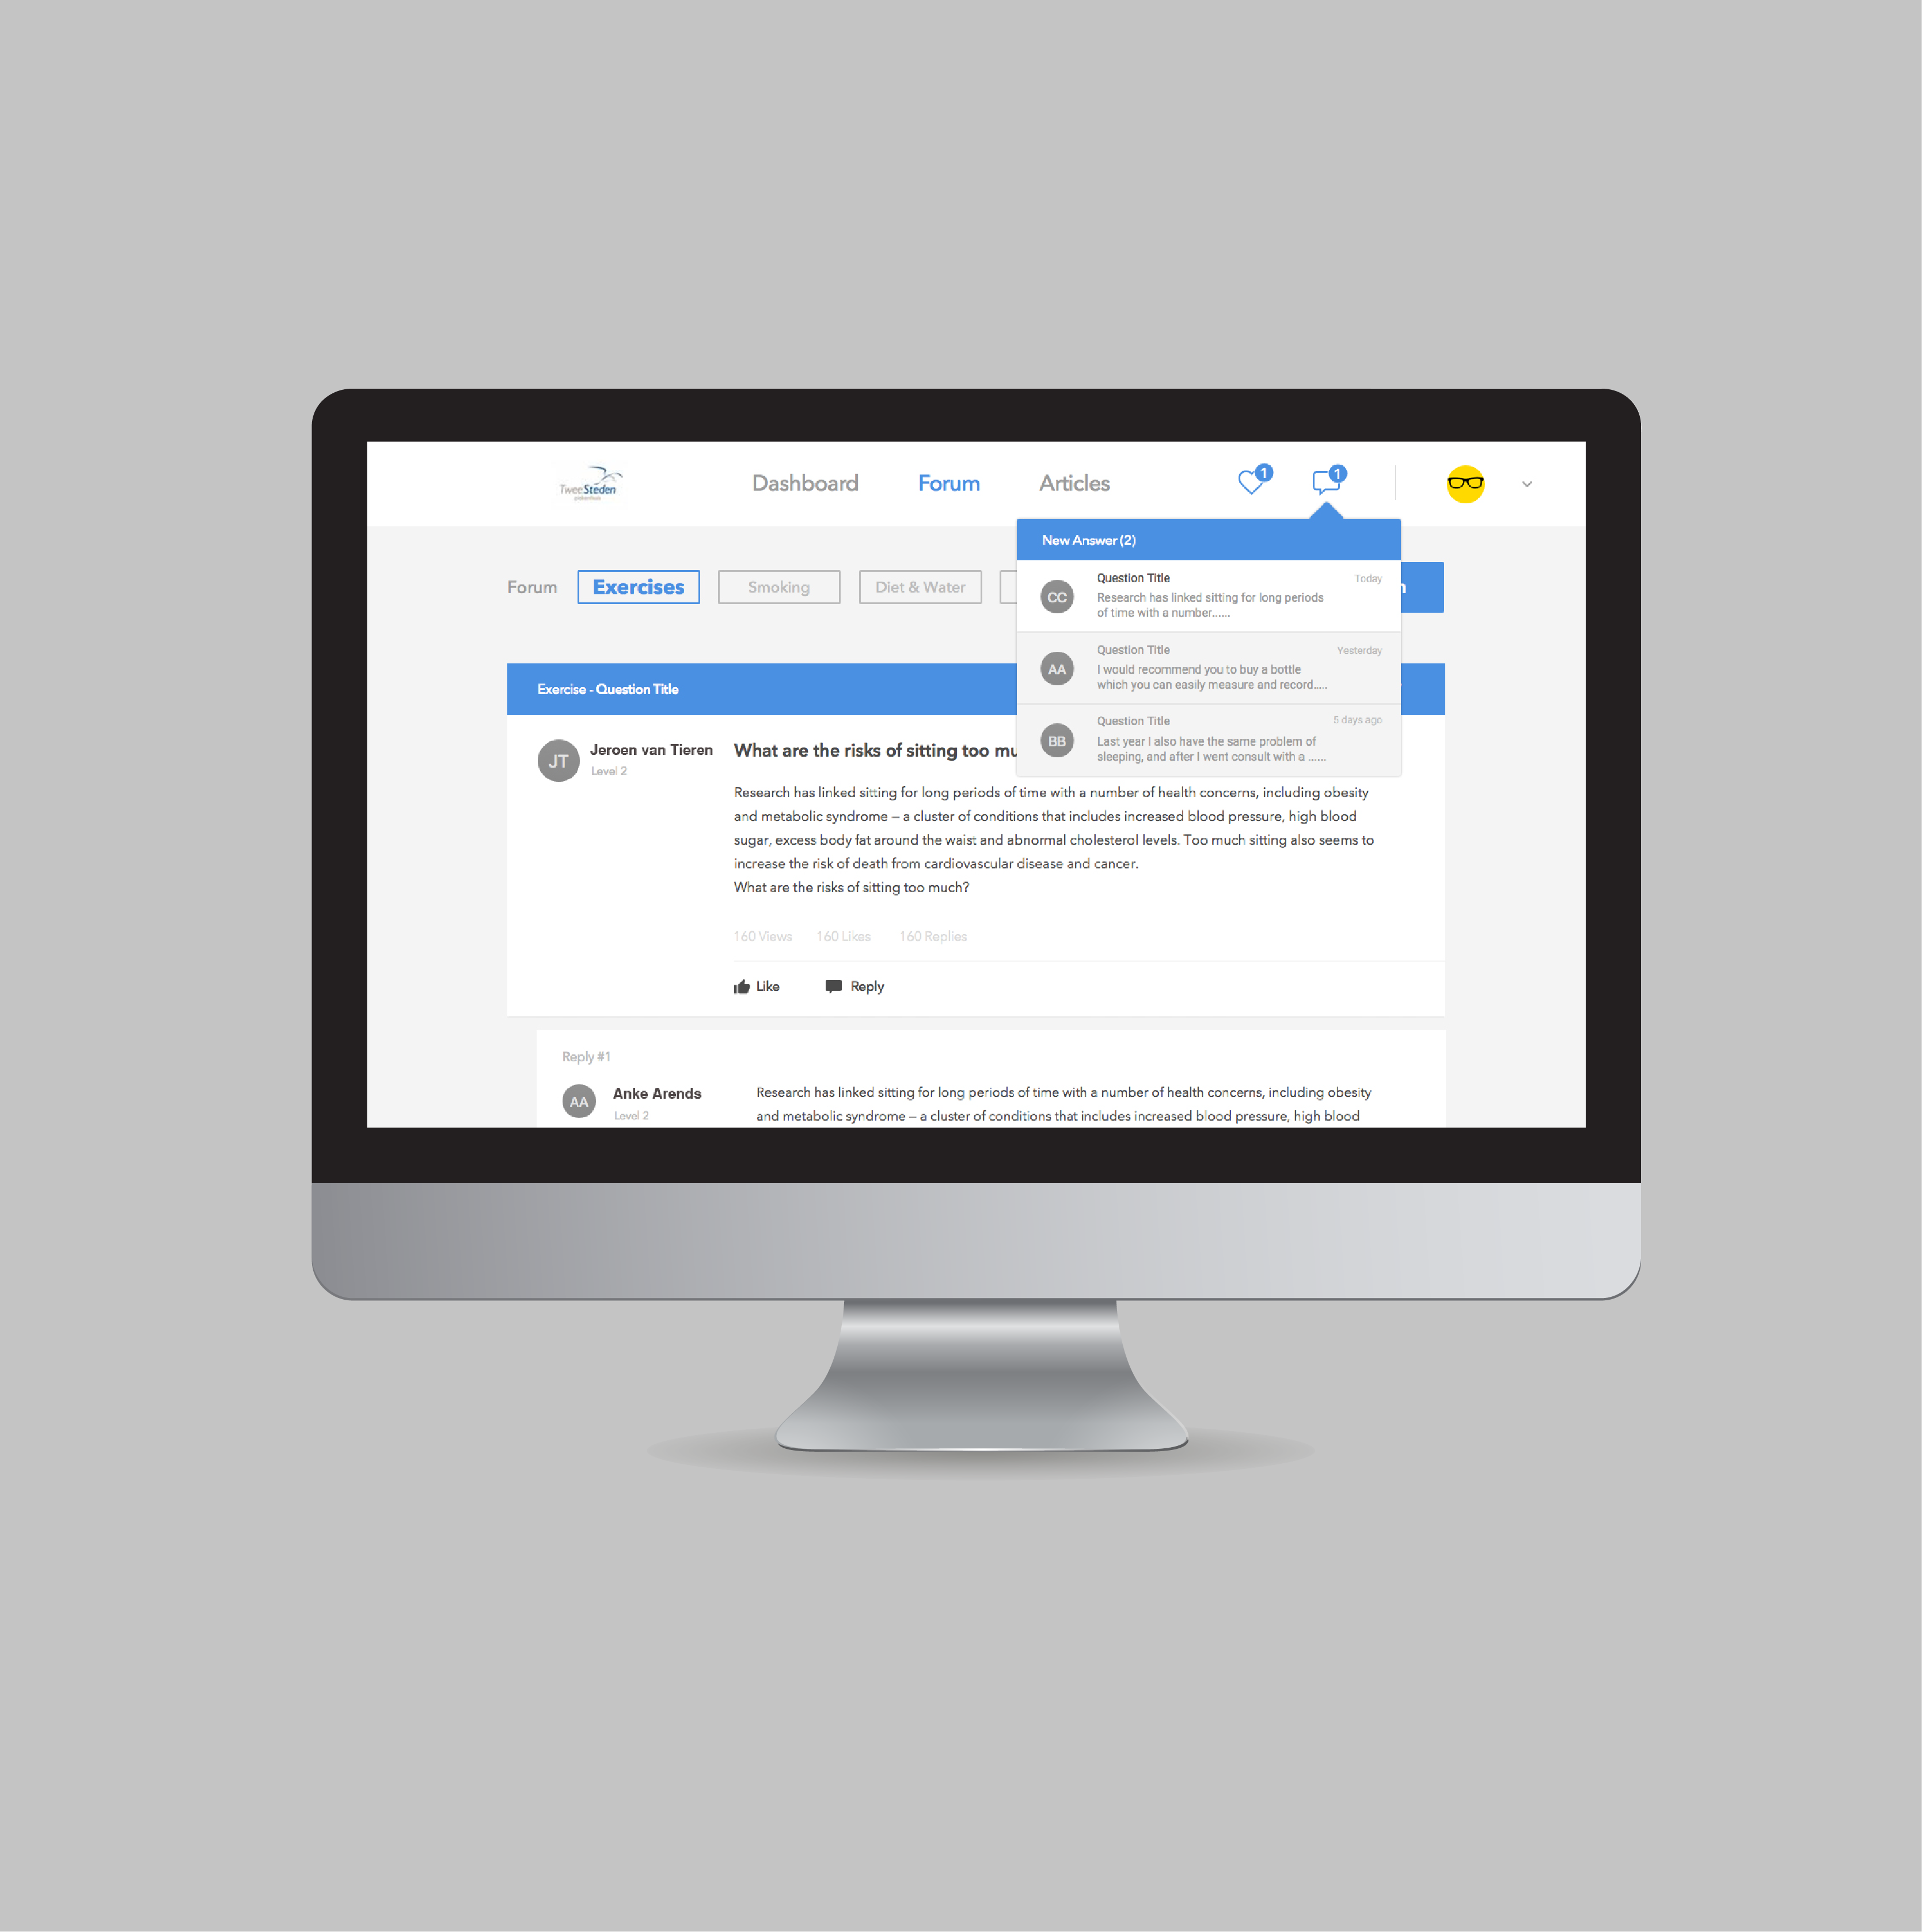 TweeSteden
Dashboard
Forum
Articles
1
1
New Answer (2)
CC
Question Title
Today
Research has linked sitting for long periods
of time with a number......
AA
Question Title
Yesterday
I would recommend you to buy a bottle
which you can easily measure and record.....
BB
Question Title
5 days ago
Last year I also have the same problem of
sleeping, and after I went consult with a ......
Forum
Exercises
Smoking
Diet & Water
Exercise - Question Title
JT
Jeroen van Tieren
Level 2
What are the risks of sitting too
Research has linked sitting for long periods of time with a number of health concerns, including obesity
and metabolic syndrome – a cluster of conditions that includes increased blood pressure, high blood
sugar, excess body fat around the waist and abnormal cholesterol levels. Too much sitting also seems to
increase the risk of death from cardiovascular disease and cancer.
What are the risks of sitting too much?
160 Views
160 Likes
160 Replies
Like
Reply
Reply #1
AA
Anke Arends
Level 2
Research has linked sitting for long periods of time with a number of health concerns, including obesity
and metabolic syndrome – a cluster of conditions that includes increased blood pressure, high blood